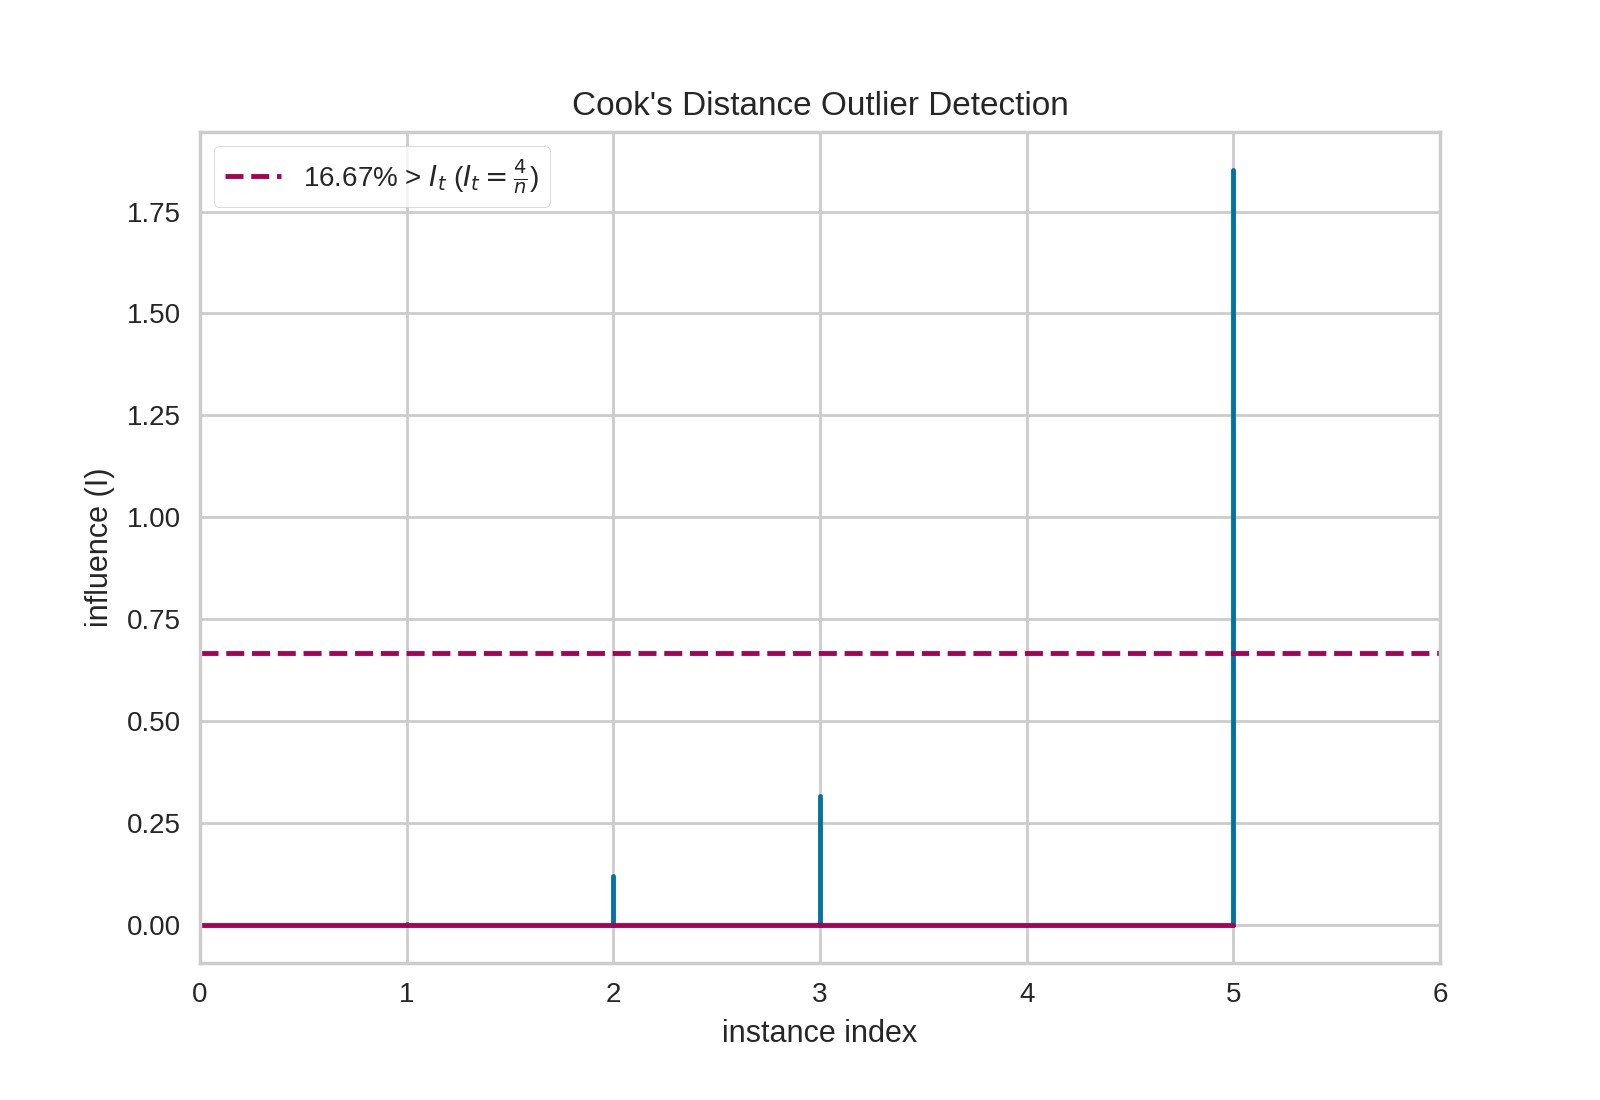 Cook's Distance Outlier Detection
16.67% > I_t (I_t = 4/n)
influence (I)
1.75
1.50
1.25
1.00
0.75
0.50
0.25
0.00
0 1 2 3 4 5 6
instance index